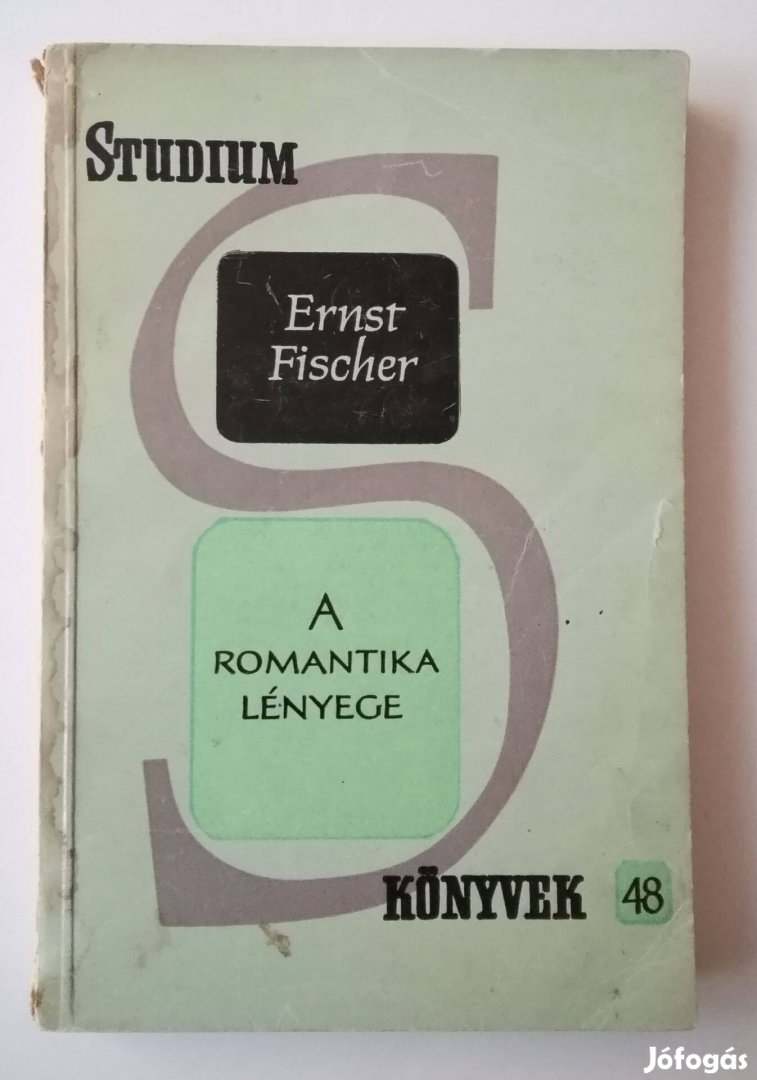 STUDIUM
Ernst
Fischer
A
ROMANTIKA
LÉNYEGE
KÖNYVEK 48
Jófogás